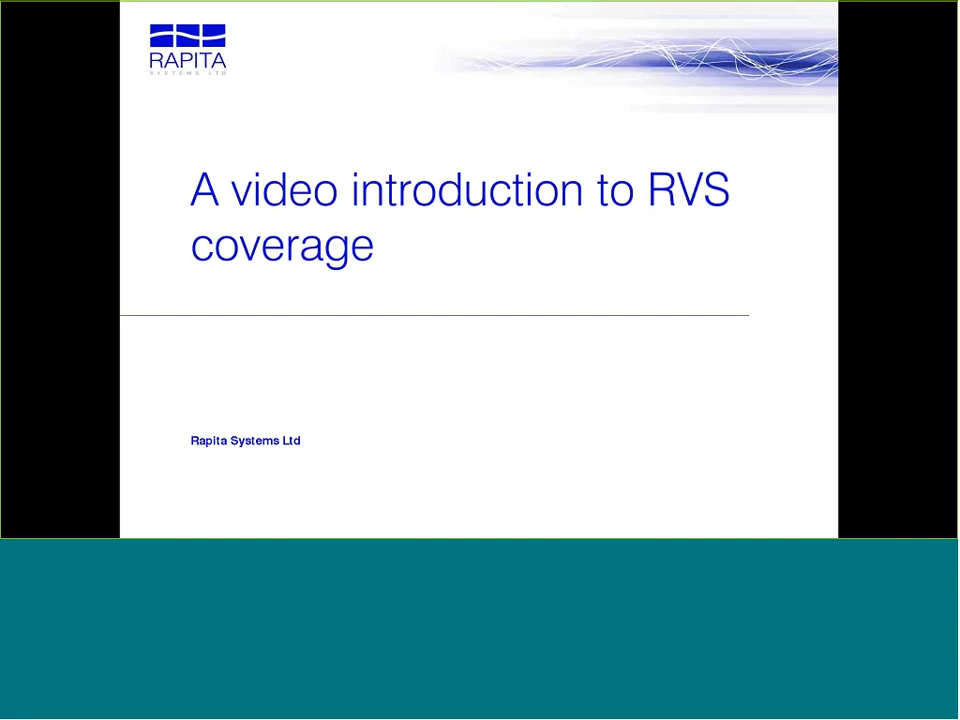 RAPITA
SYSTEMS LTD
A video introduction to RVS
coverage
Rapita Systems Ltd